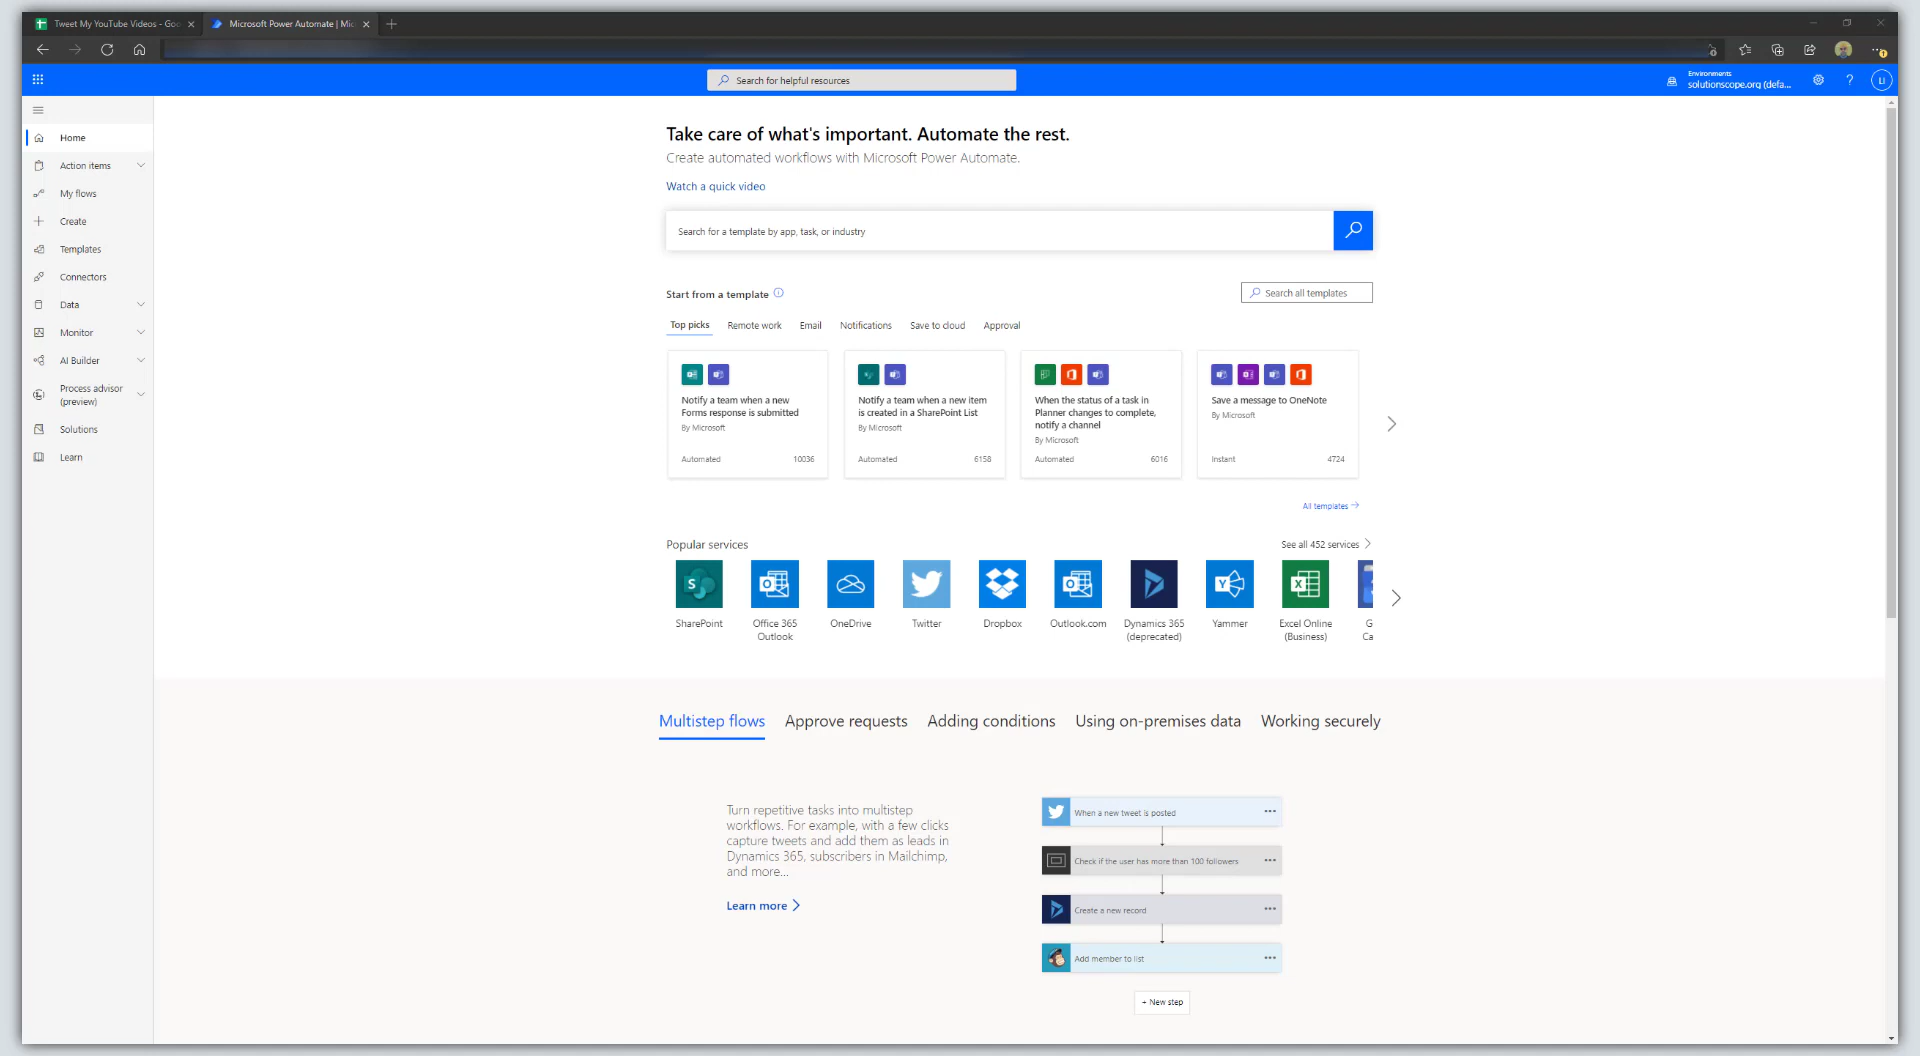 Tweet My YouTube Videos - Goo
Microsoft Power Automate | Mic
Search for helpful resources
Environments
solutionscope.org (defa...
LI
Home
Action items
My flows
Create
Templates
Connectors
Data
Monitor
AI Builder
Process advisor
(preview)
Solutions
Learn
Take care of what's important. Automate the rest.
Create automated workflows with Microsoft Power Automate.
Watch a quick video
Search for a template by app, task, or industry
Start from a template
Search all templates
Top picks
Remote work
Email
Notifications
Save to cloud
Approval
Notify a team when a new
Forms response is submitted
By Microsoft
Automated 10036
Notify a team when a new item
is created in a SharePoint List
By Microsoft
Automated 6158
When the status of a task in
Planner changes to complete,
notify a channel
By Microsoft
Automated 6016
Save a message to OneNote
By Microsoft
Instant 4724
All templates
Popular services
See all 452 services
SharePoint
Office 365
Outlook
OneDrive
Twitter
Dropbox
Outlook.com
Dynamics 365
(deprecated)
Yammer
Excel Online
(Business)
G
Ca
Multistep flows
Approve requests
Adding conditions
Using on-premises data
Working securely
Turn repetitive tasks into multistep
workflows. For example, with a few clicks
capture tweets and add them as leads in
Dynamics 365, subscribers in Mailchimp,
and more...
Learn more
When a new tweet is posted
Check if the user has more than 100 followers
Create a new record
Add member to list
+ New step